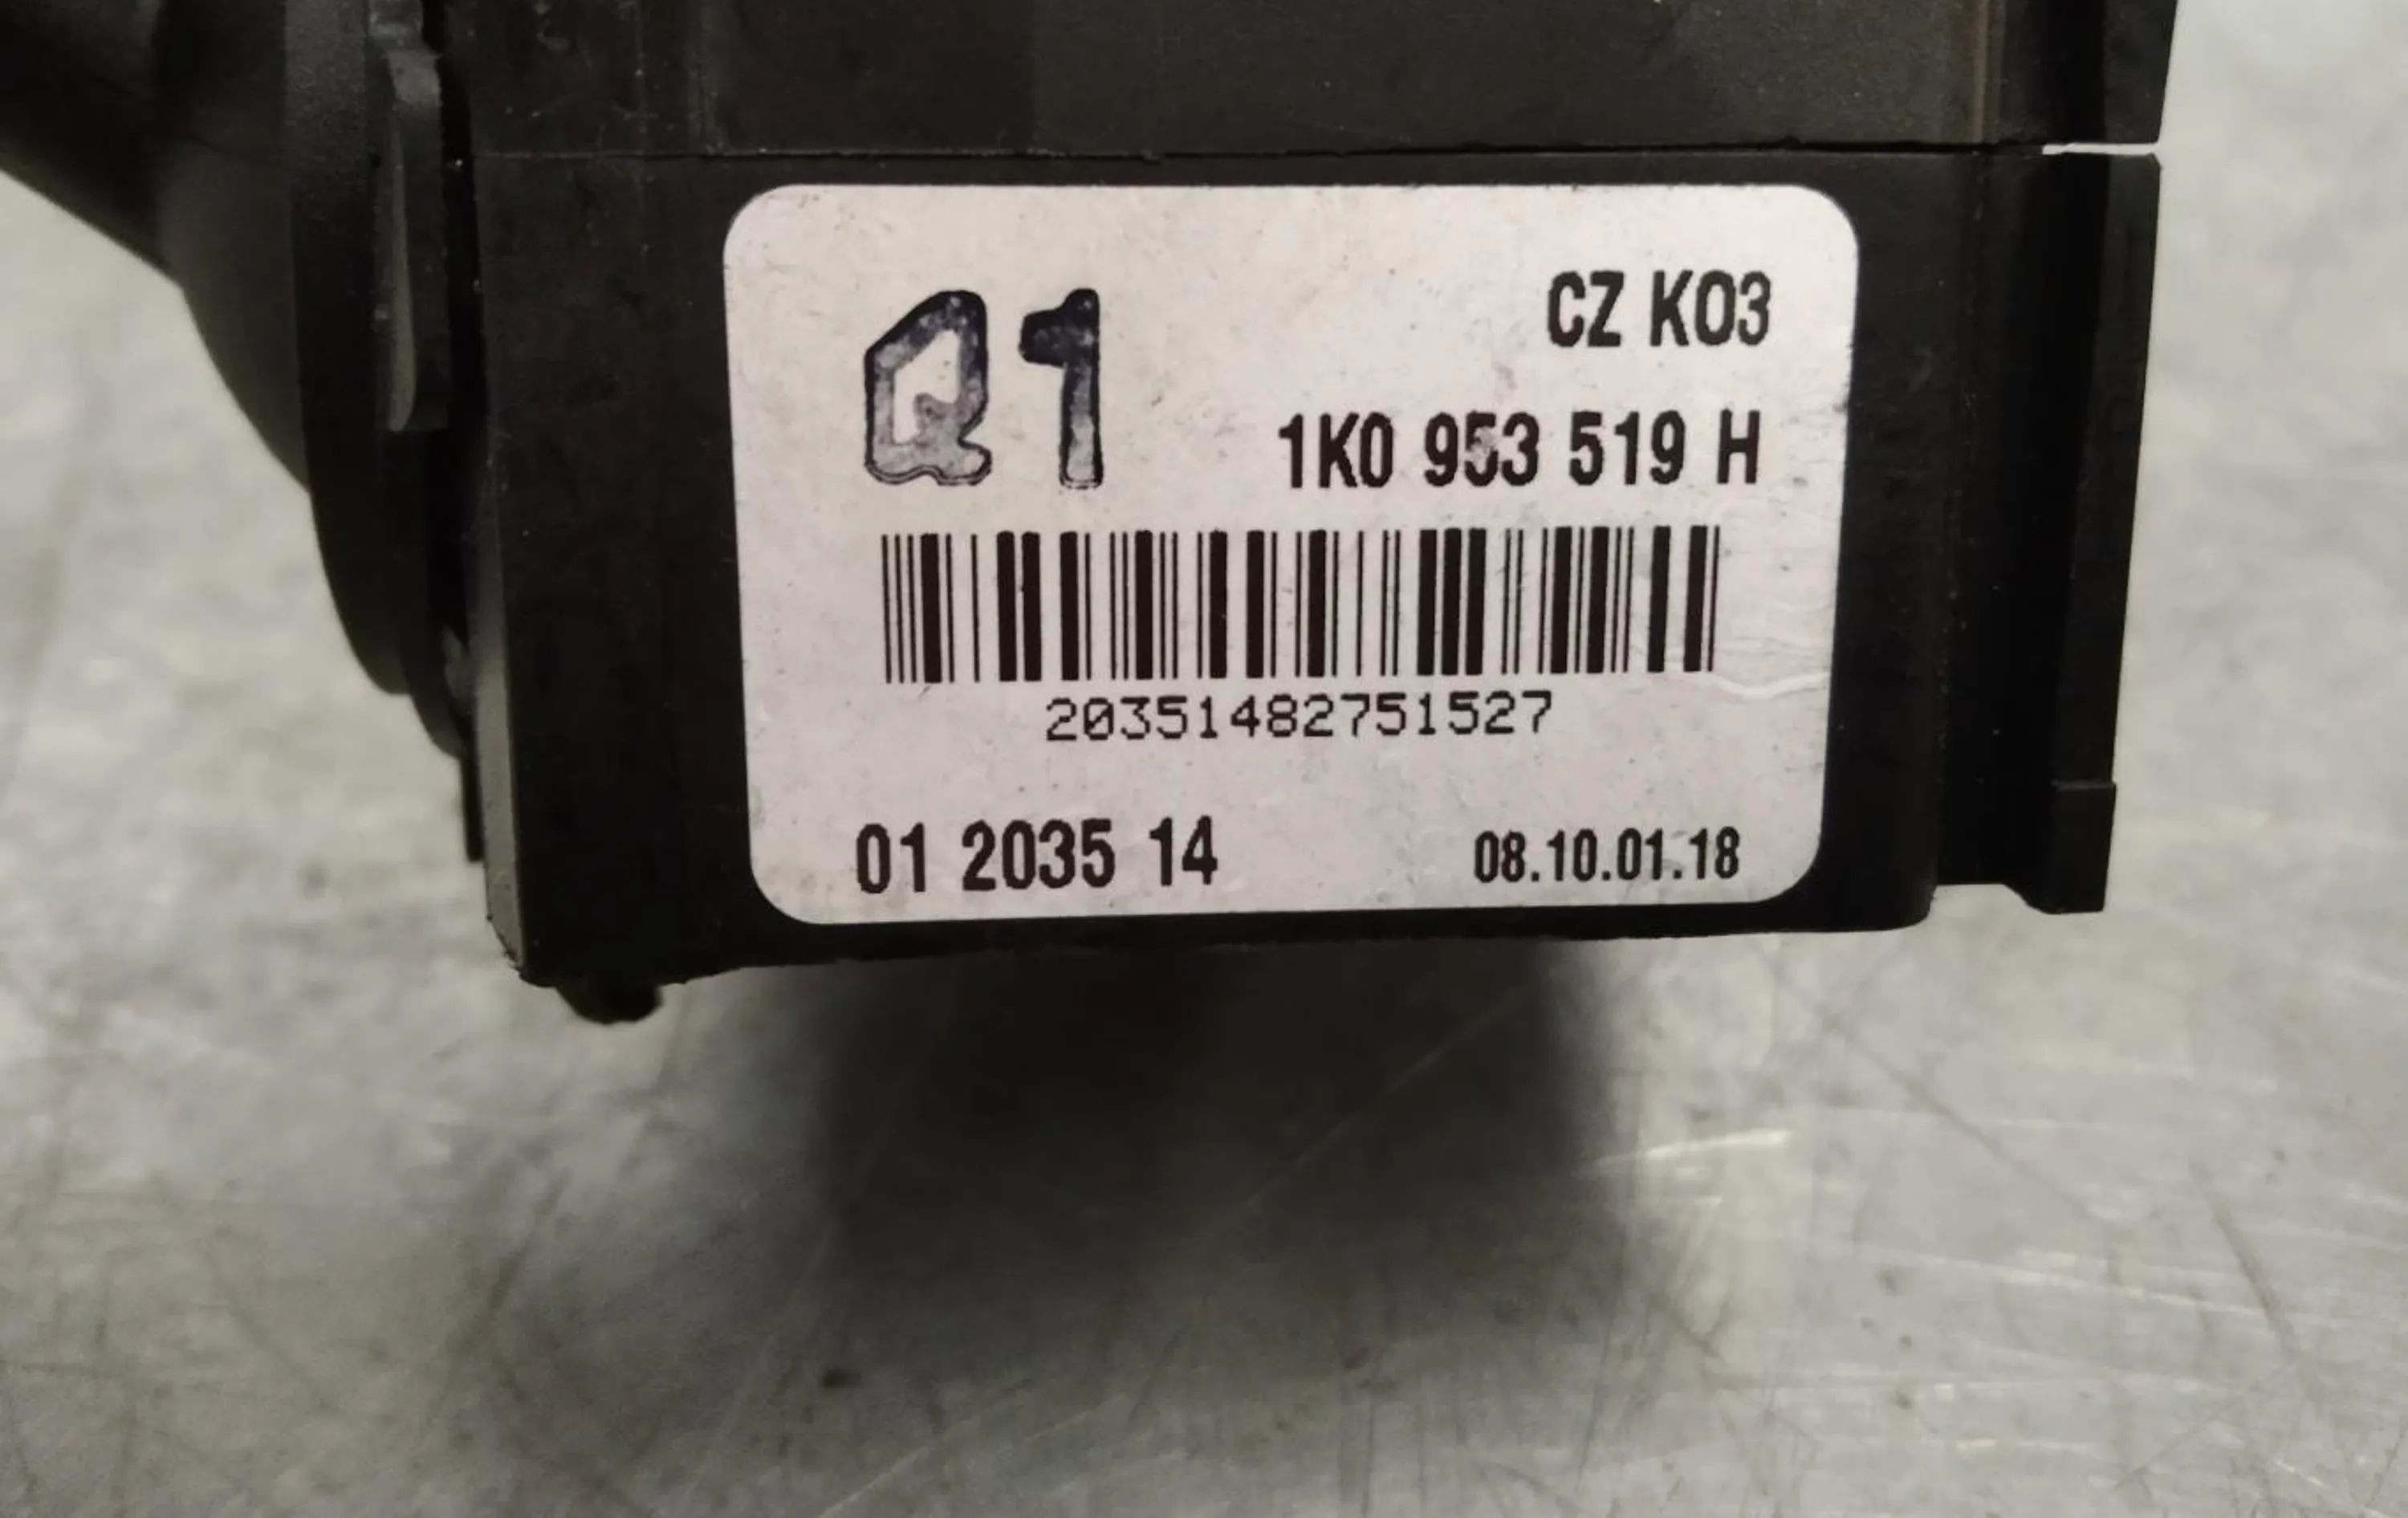 Q1
CZ K03
1K0 953 519 H
20351482751527
01 2035 14
08.10.01.18